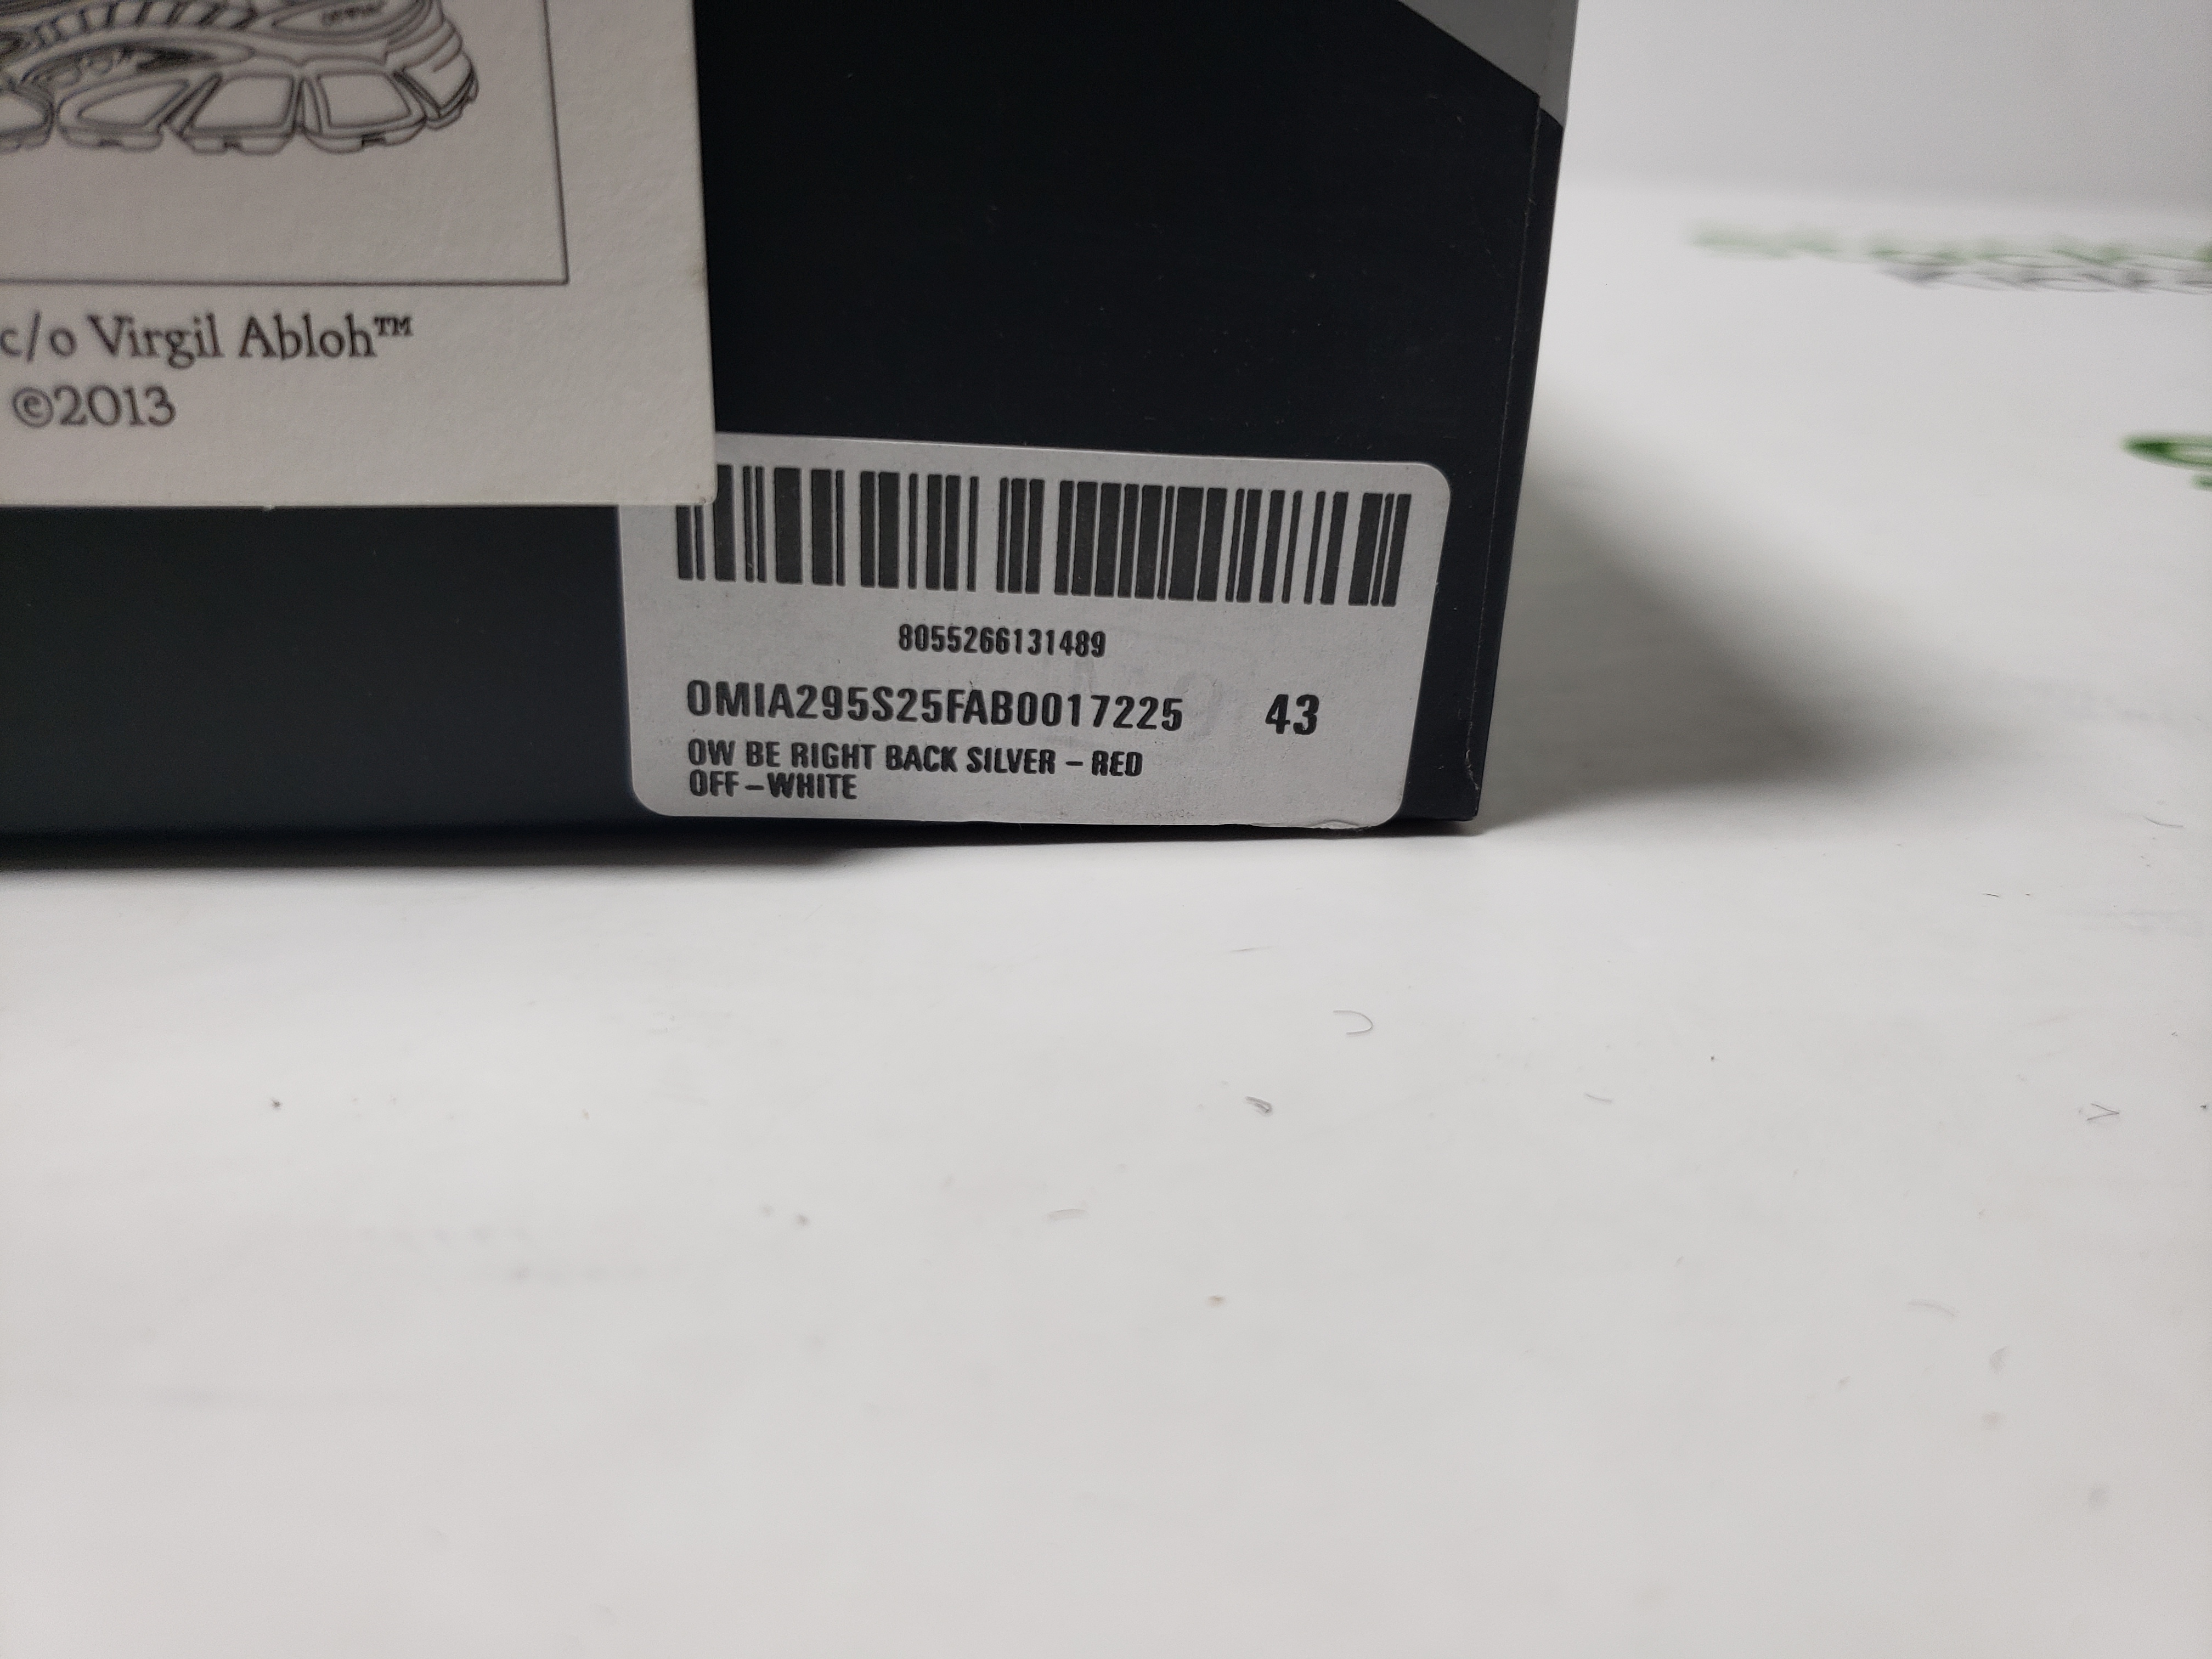 c/o Virgil Abloh™
©2013
8055266131489
OMIA295S25FAB0017225 43
OW BE RIGHT BACK SILVER - RED
OFF-WHITE